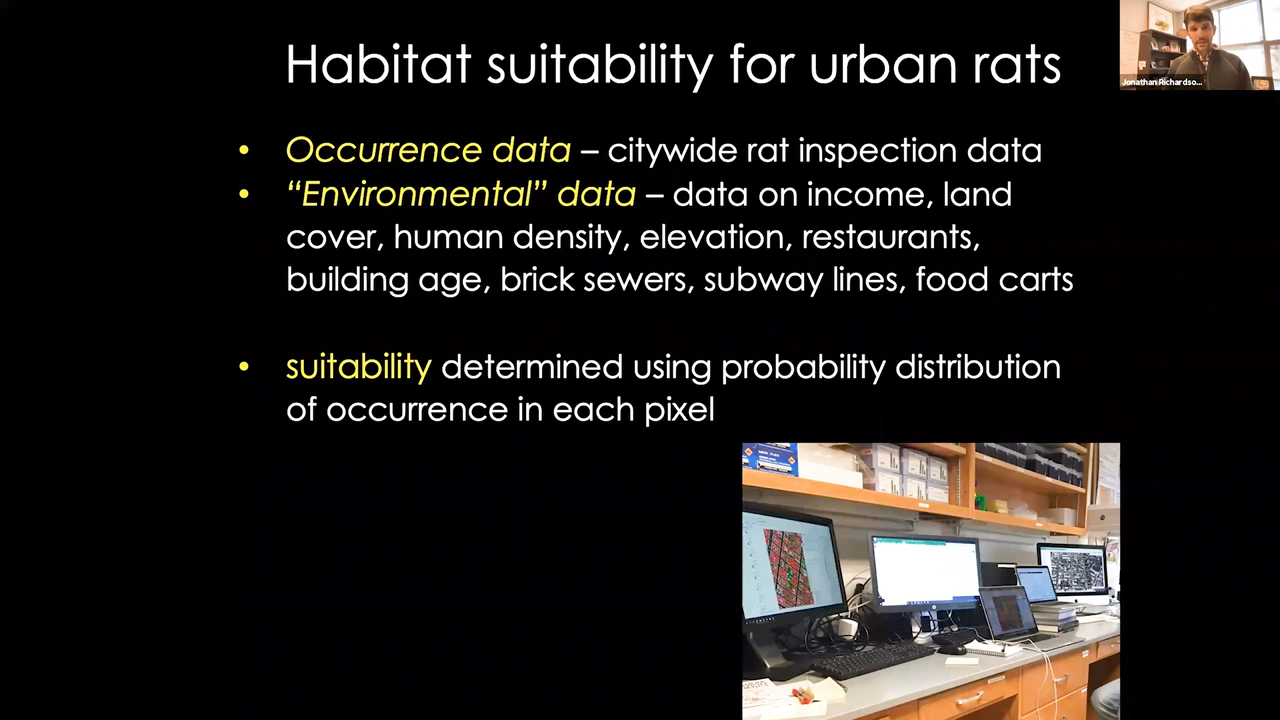 Habitat suitability for urban rats
Jonathan Richardso...
• Occurrence data – citywide rat inspection data
• “Environmental” data – data on income, land
cover, human density, elevation, restaurants,
building age, brick sewers, subway lines, food carts
• suitability determined using probability distribution
of occurrence in each pixel